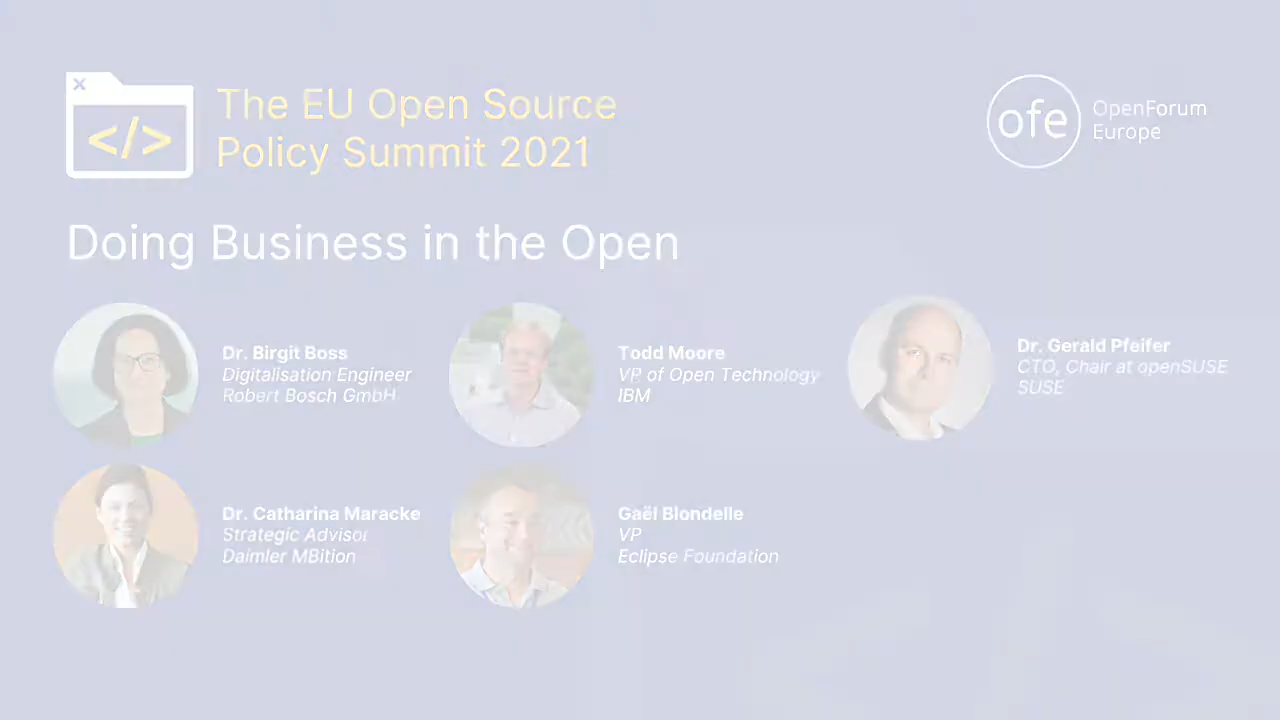 x
</>
The EU Open Source
Policy Summit 2021
ofe
OpenForum
Europe
Doing Business in the Open
Dr. Birgit Boss
Digitalisation Engineer
Robert Bosch GmbH
Todd Moore
VP of Open Technology
IBM
Dr. Gerald Pfeifer
CTO, Chair at openSUSE
SUSE
Dr. Catharina Maracke
Strategic Advisor
Daimler MBition
Gaël Blondelle
VP
Eclipse Foundation